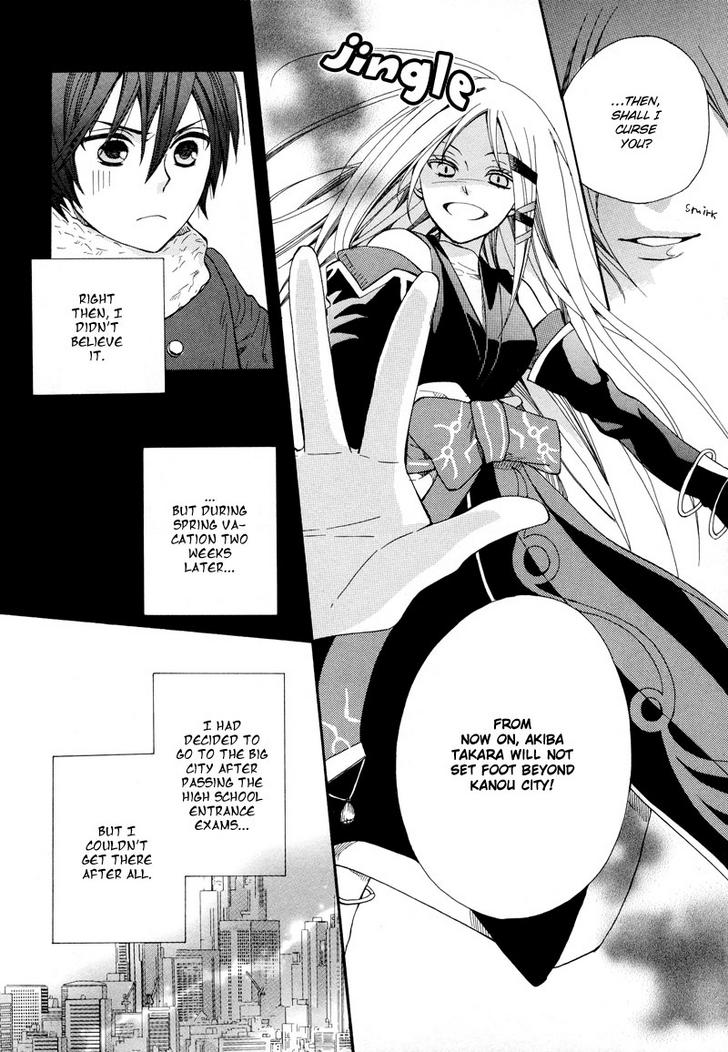 ...THEN,
SHALL I
CURSE
YOU?
smirk
jingle
RIGHT
THEN, I
DIDN'T
BELIEVE
IT.
...
BUT DURING
SPRING VA-
CATION TWO
WEEKS
LATER...
FROM
NOW ON, AKIBA
TAKARA WILL NOT
SET FOOT BEYOND
KANOU CITY!
I HAD
DECIDED TO
GO TO THE BIG
CITY AFTER
PASSING THE
HIGH SCHOOL
ENTRANCE
EXAMS...
BUT I
COULDN'T
GET THERE
AFTER ALL.